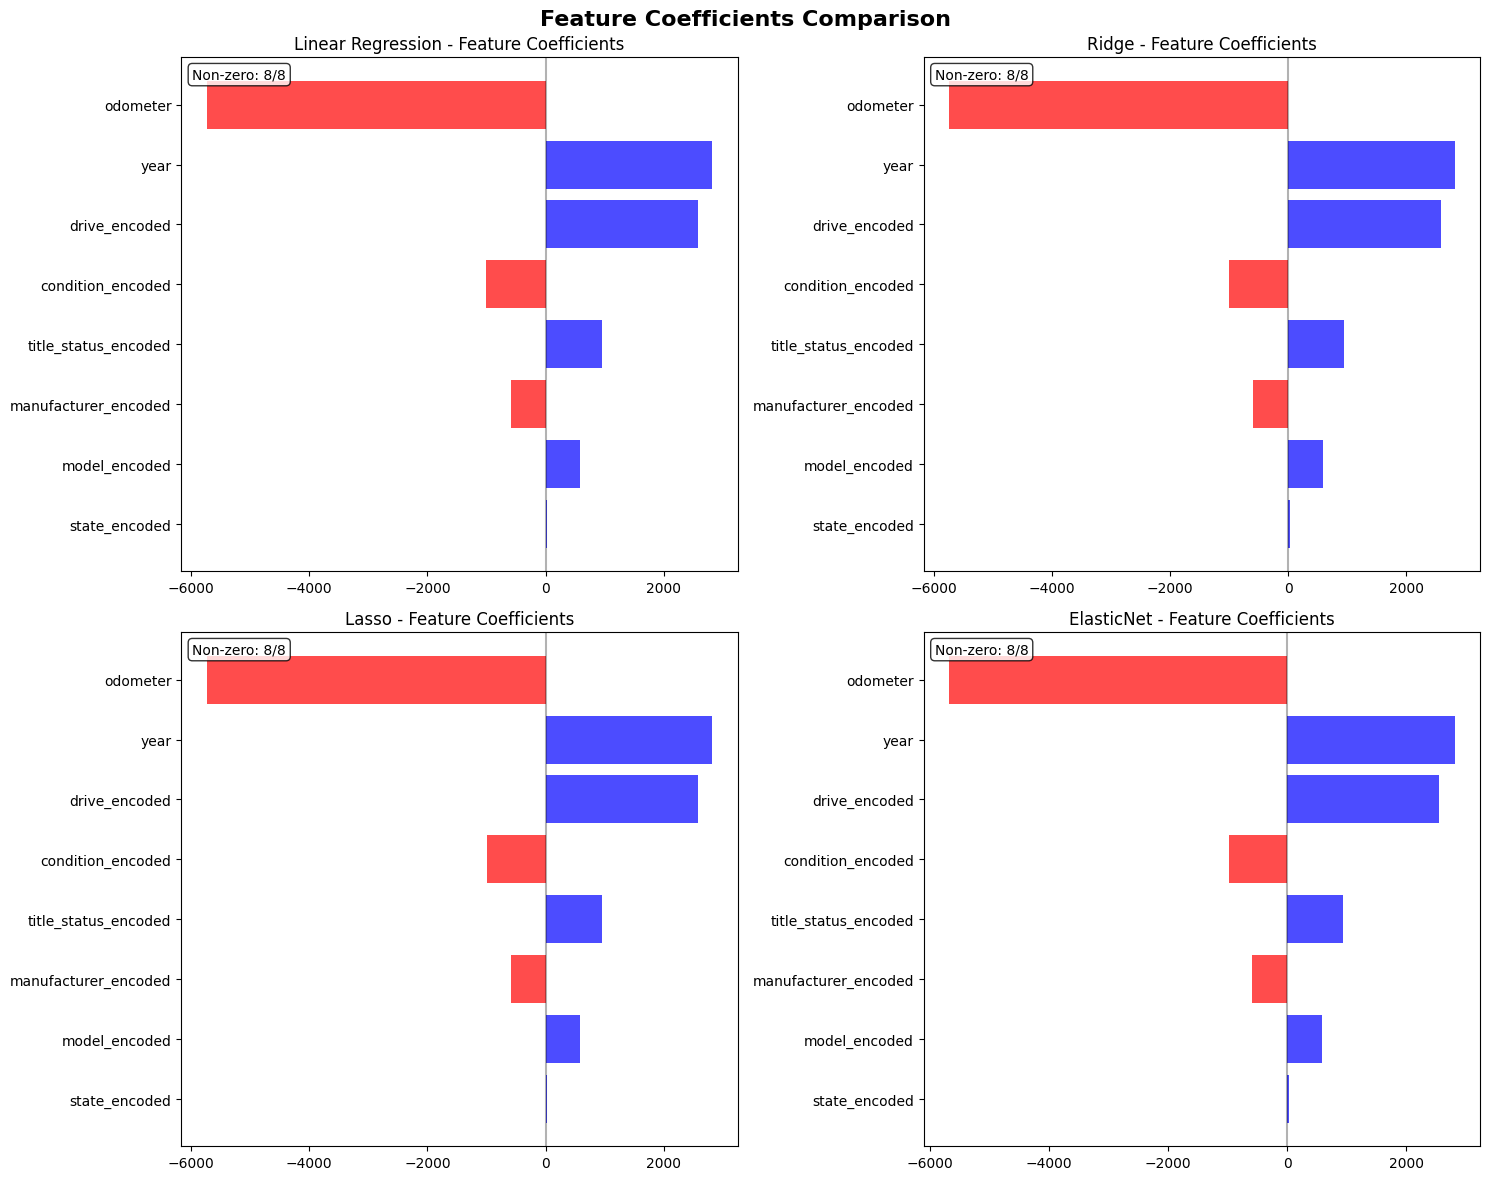 Feature Coefficients Comparison
Linear Regression - Feature Coefficients
Non-zero: 8/8
odometer
year
drive_encoded
condition_encoded
title_status_encoded
manufacturer_encoded
model_encoded
state_encoded
−6000 −4000 −2000 0 2000
Ridge - Feature Coefficients
Non-zero: 8/8
odometer
year
drive_encoded
condition_encoded
title_status_encoded
manufacturer_encoded
model_encoded
state_encoded
−6000 −4000 −2000 0 2000
Lasso - Feature Coefficients
Non-zero: 8/8
odometer
year
drive_encoded
condition_encoded
title_status_encoded
manufacturer_encoded
model_encoded
state_encoded
−6000 −4000 −2000 0 2000
ElasticNet - Feature Coefficients
Non-zero: 8/8
odometer
year
drive_encoded
condition_encoded
title_status_encoded
manufacturer_encoded
model_encoded
state_encoded
−6000 −4000 −2000 0 2000